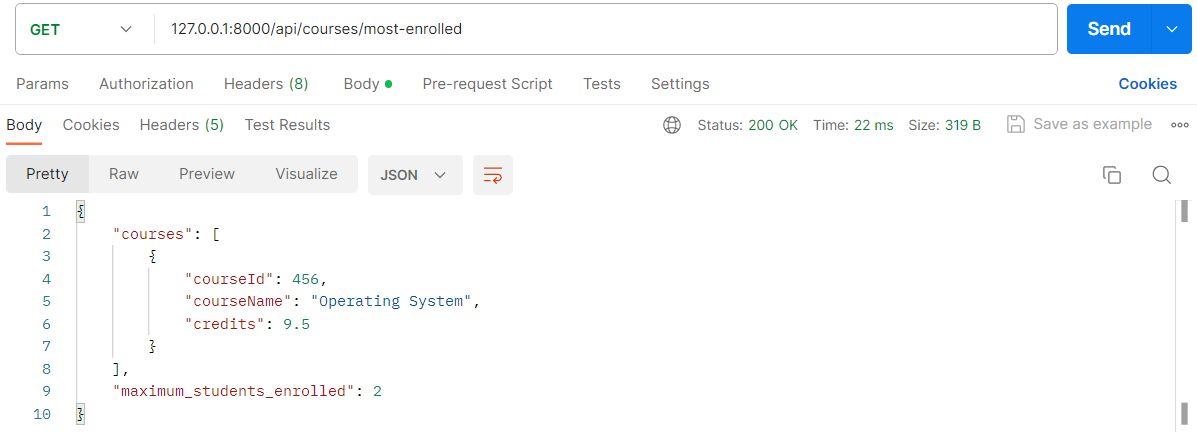 GET 127.0.0.1:8000/api/courses/most-enrolled Send
Params Authorization Headers (8) Body Pre-request Script Tests Settings Cookies
Body Cookies Headers (5) Test Results Status: 200 OK Time: 22 ms Size: 319 B Save as example
Pretty Raw Preview Visualize JSON
1 {
2 "courses": [
3 {
4 "courseId": 456,
5 "courseName": "Operating System",
6 "credits": 9.5
7 }
8 ],
9 "maximum_students_enrolled": 2
10 }